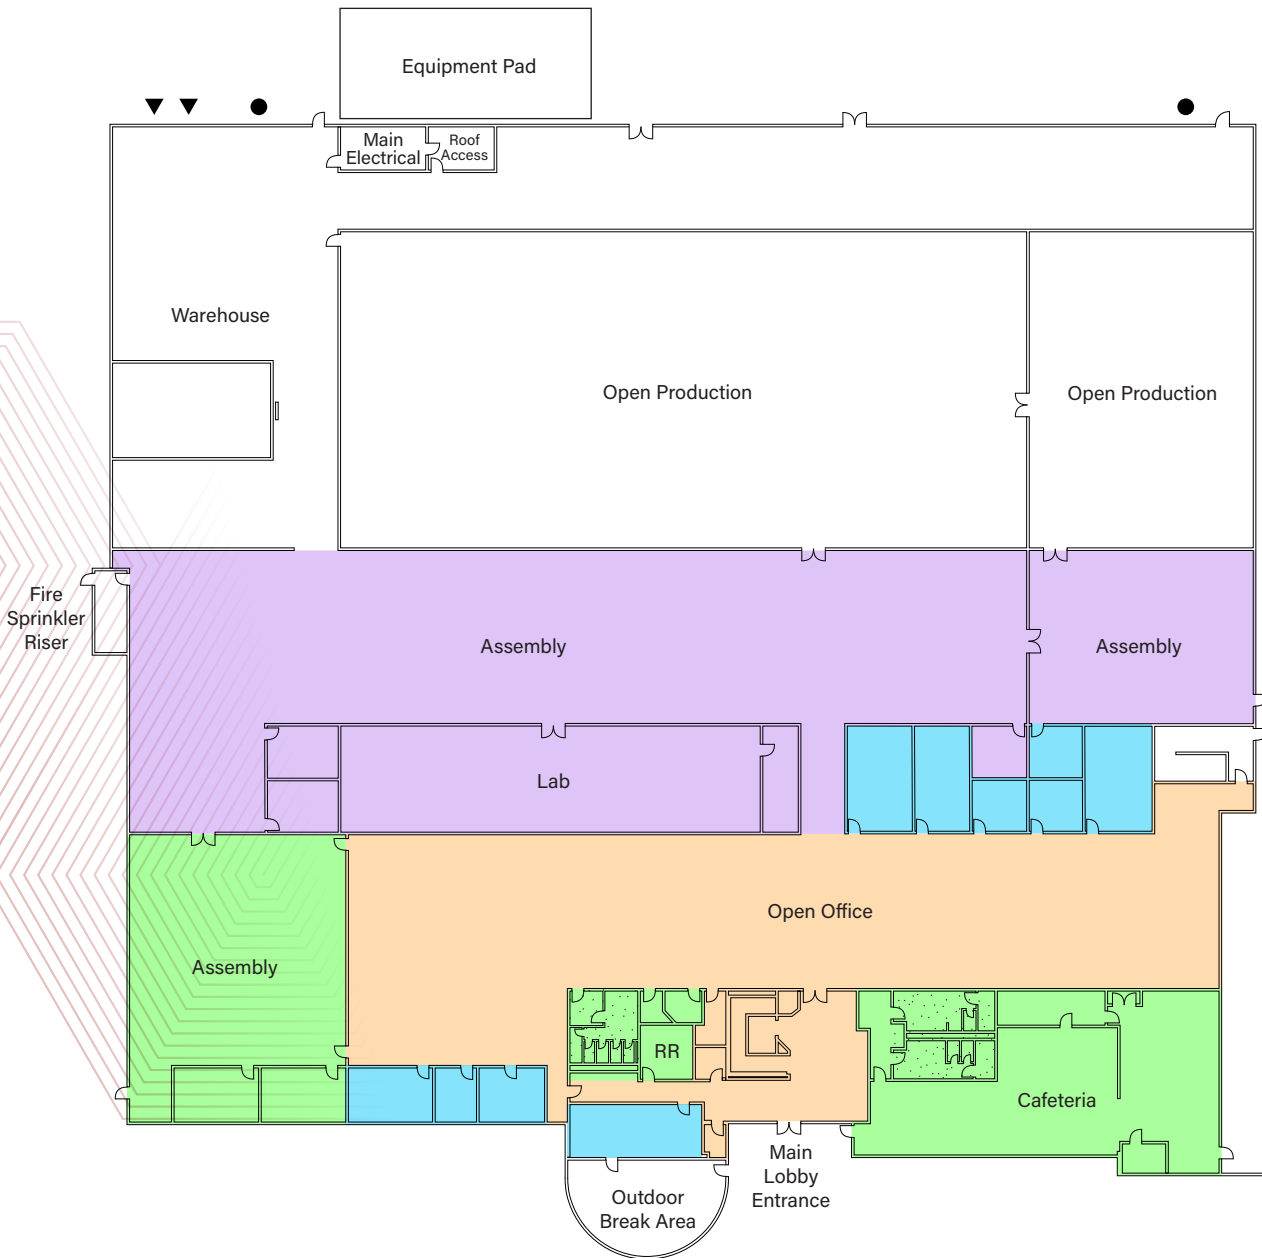 Equipment Pad
Main
Electrical
Roof
Access
Warehouse
Open Production
Open Production
Fire
Sprinkler
Riser
Assembly
Assembly
Lab
Open Office
Assembly
RR
Cafeteria
Main
Lobby
Entrance
Outdoor
Break Area